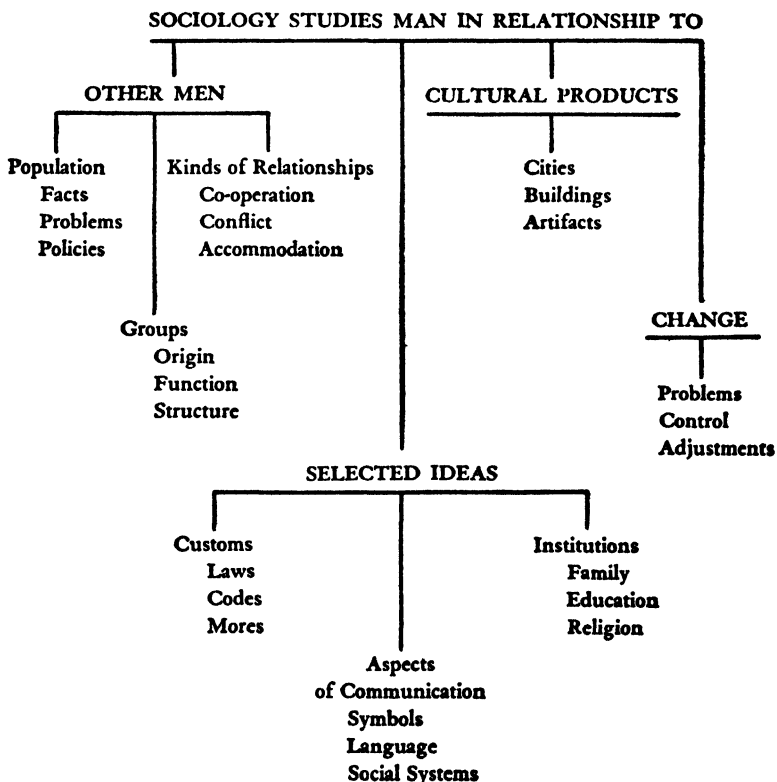 SOCIOLOGY STUDIES MAN IN RELATIONSHIP TO
OTHER MEN
Population
Facts
Problems
Policies
Kinds of Relationships
Co-operation
Conflict
Accommodation
Groups
Origin
Function
Structure
CULTURAL PRODUCTS
Cities
Buildings
Artifacts
CHANGE
Problems
Control
Adjustments
SELECTED IDEAS
Customs
Laws
Codes
Mores
Aspects
of Communication
Symbols
Language
Social Systems
Institutions
Family
Education
Religion